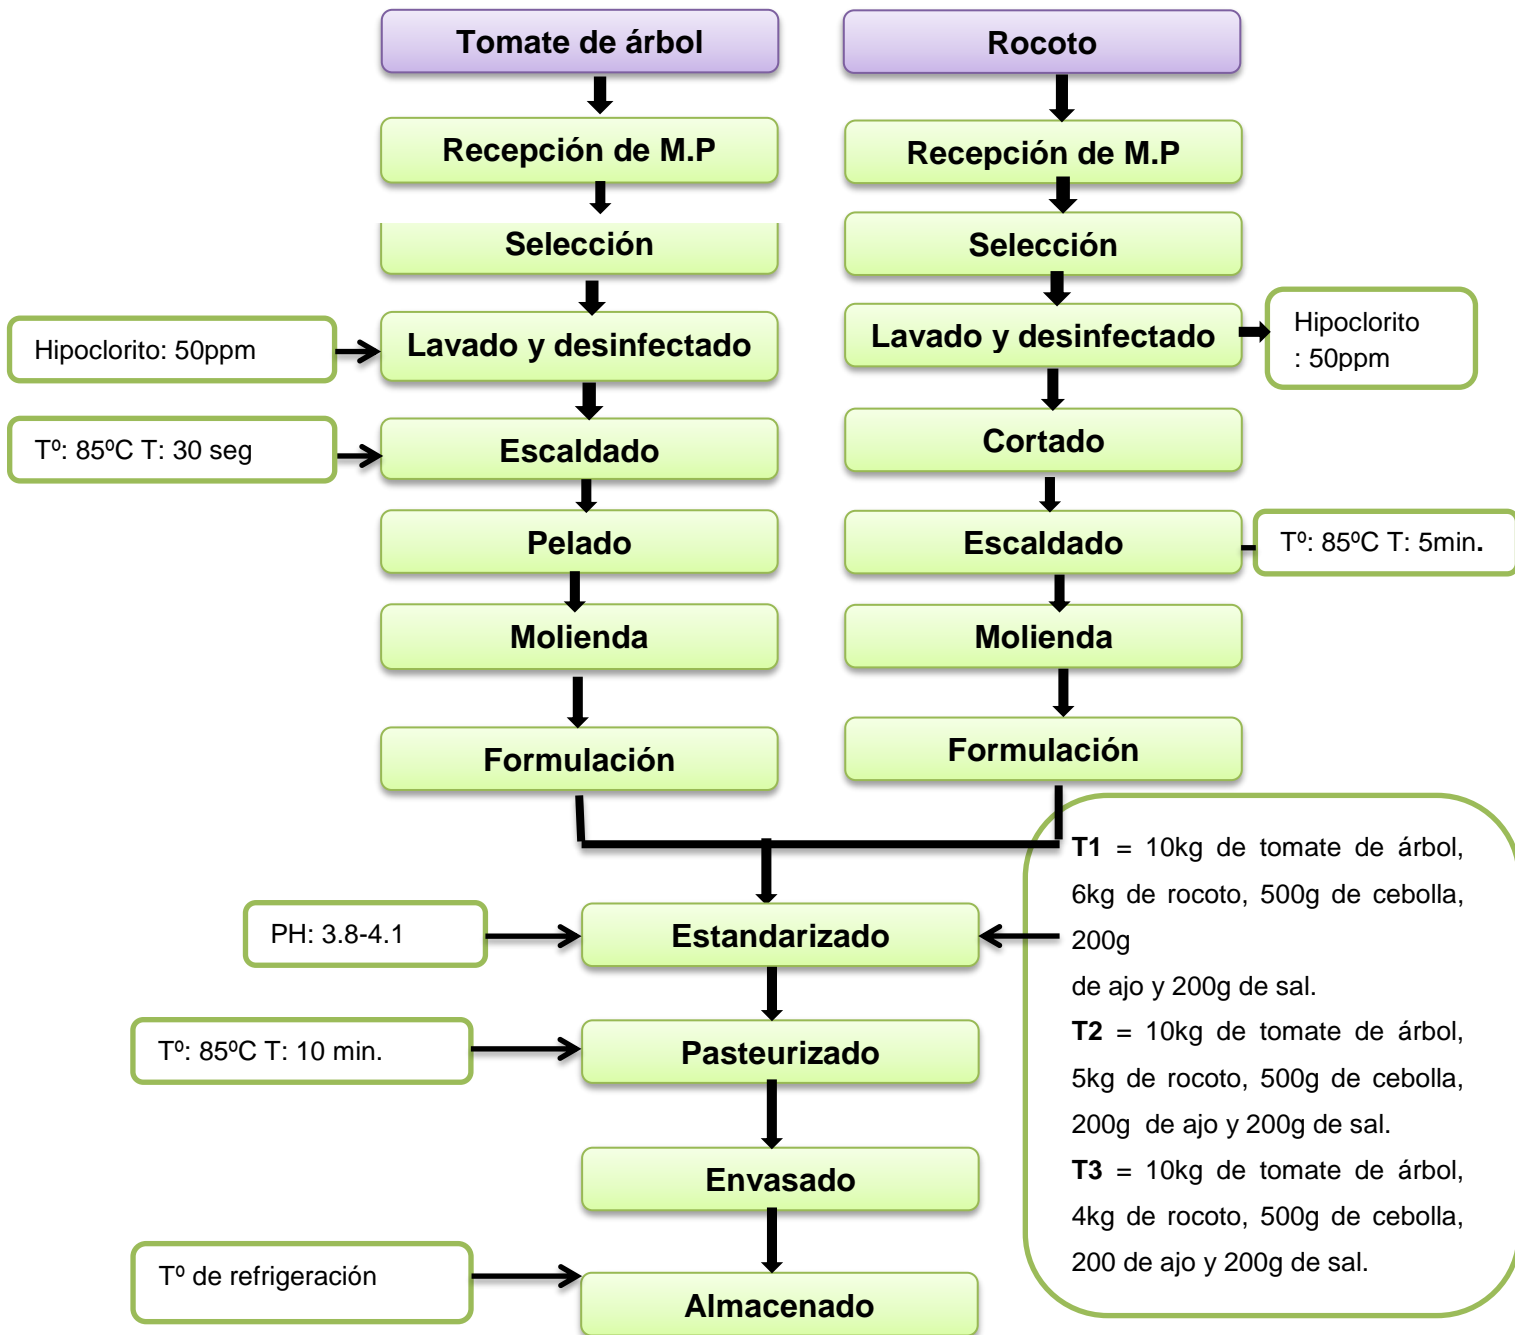 Tomate de árbol
Rocoto
Recepción de M.P
Recepción de M.P
Selección
Selección
Hipoclorito: 50ppm
Lavado y desinfectado
Lavado y desinfectado
Hipoclorito
: 50ppm
Tº: 85ºC T: 30 seg
Escaldado
Cortado
Pelado
Escaldado
Tº: 85ºC T: 5min.
Molienda
Molienda
Formulación
Formulación
T1 = 10kg de tomate de árbol,
6kg de rocoto, 500g de cebolla,
200g
de ajo y 200g de sal.
T2 = 10kg de tomate de árbol,
5kg de rocoto, 500g de cebolla,
200g de ajo y 200g de sal.
T3 = 10kg de tomate de árbol,
4kg de rocoto, 500g de cebolla,
200 de ajo y 200g de sal.
PH: 3.8-4.1
Estandarizado
Tº: 85ºC T: 10 min.
Pasteurizado
Envasado
Tº de refrigeración
Almacenado